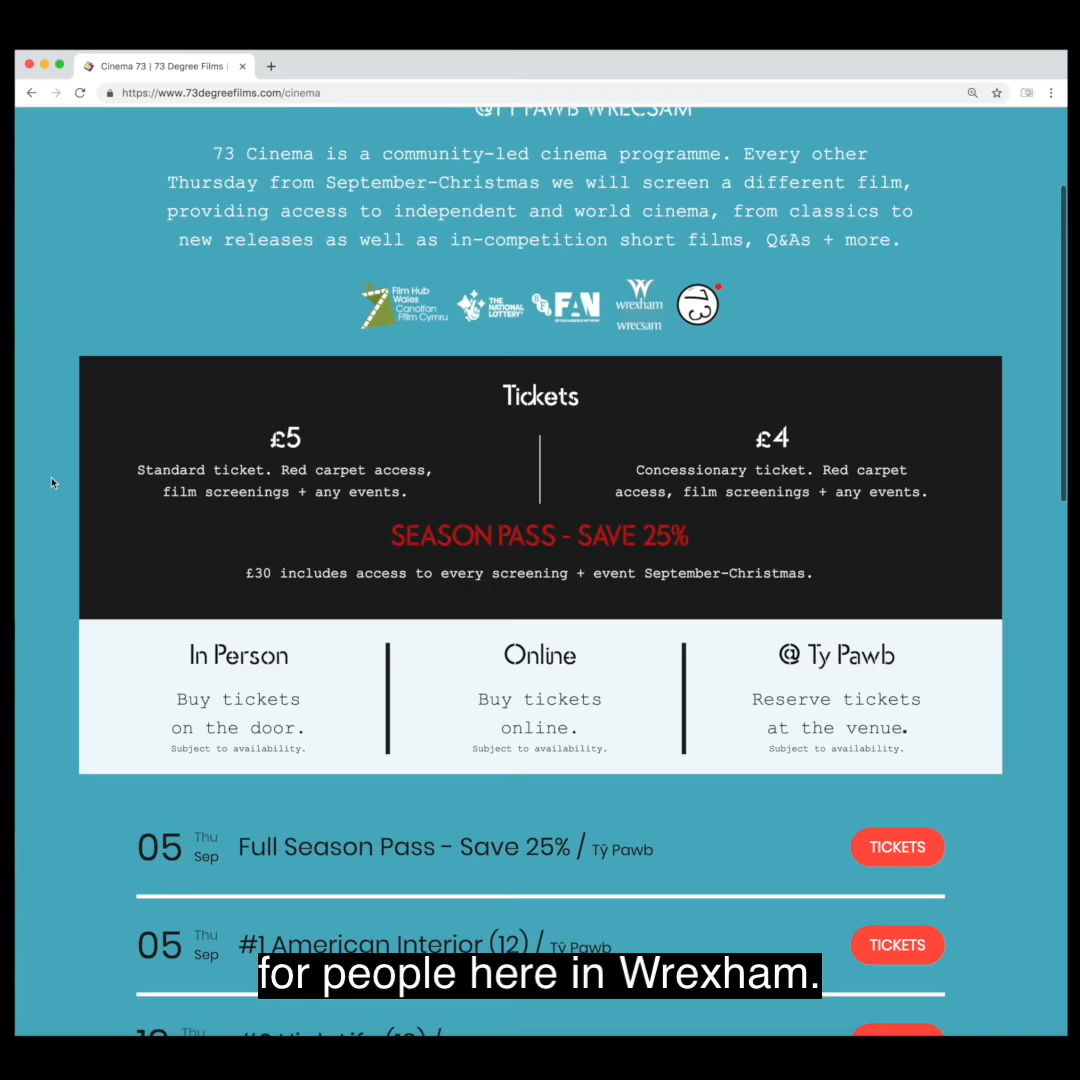 Cinema 73 | 73 Degree Films |
https://www.73degreefilms.com/cinema
@TY PAWB WRECSAM
73 Cinema is a community-led cinema programme. Every other
Thursday from September-Christmas we will screen a different film,
providing access to independent and world cinema, from classics to
new releases as well as in-competition short films, Q&As + more.
Film Hub
Wales
Canolfan
Ffilm Cymru
THE
NATIONAL
LOTTERY
BFI
FAN
wrexham
wrecsam
73
Tickets
£5
Standard ticket. Red carpet access,
film screenings + any events.
£4
Concessionary ticket. Red carpet
access, film screenings + any events.
SEASON PASS - SAVE 25%
£30 includes access to every screening + event September-Christmas.
In Person
Buy tickets
on the door.
Subject to availability.
Online
Buy tickets
online.
Subject to availability.
@ Ty Pawb
Reserve tickets
at the venue.
Subject to availability.
05 Thu Sep Full Season Pass - Save 25% / Tŷ Pawb TICKETS
05 Thu Sep #1 American Interior (12) / Tŷ Pawb TICKETS
for people here in Wrexham.
Thu